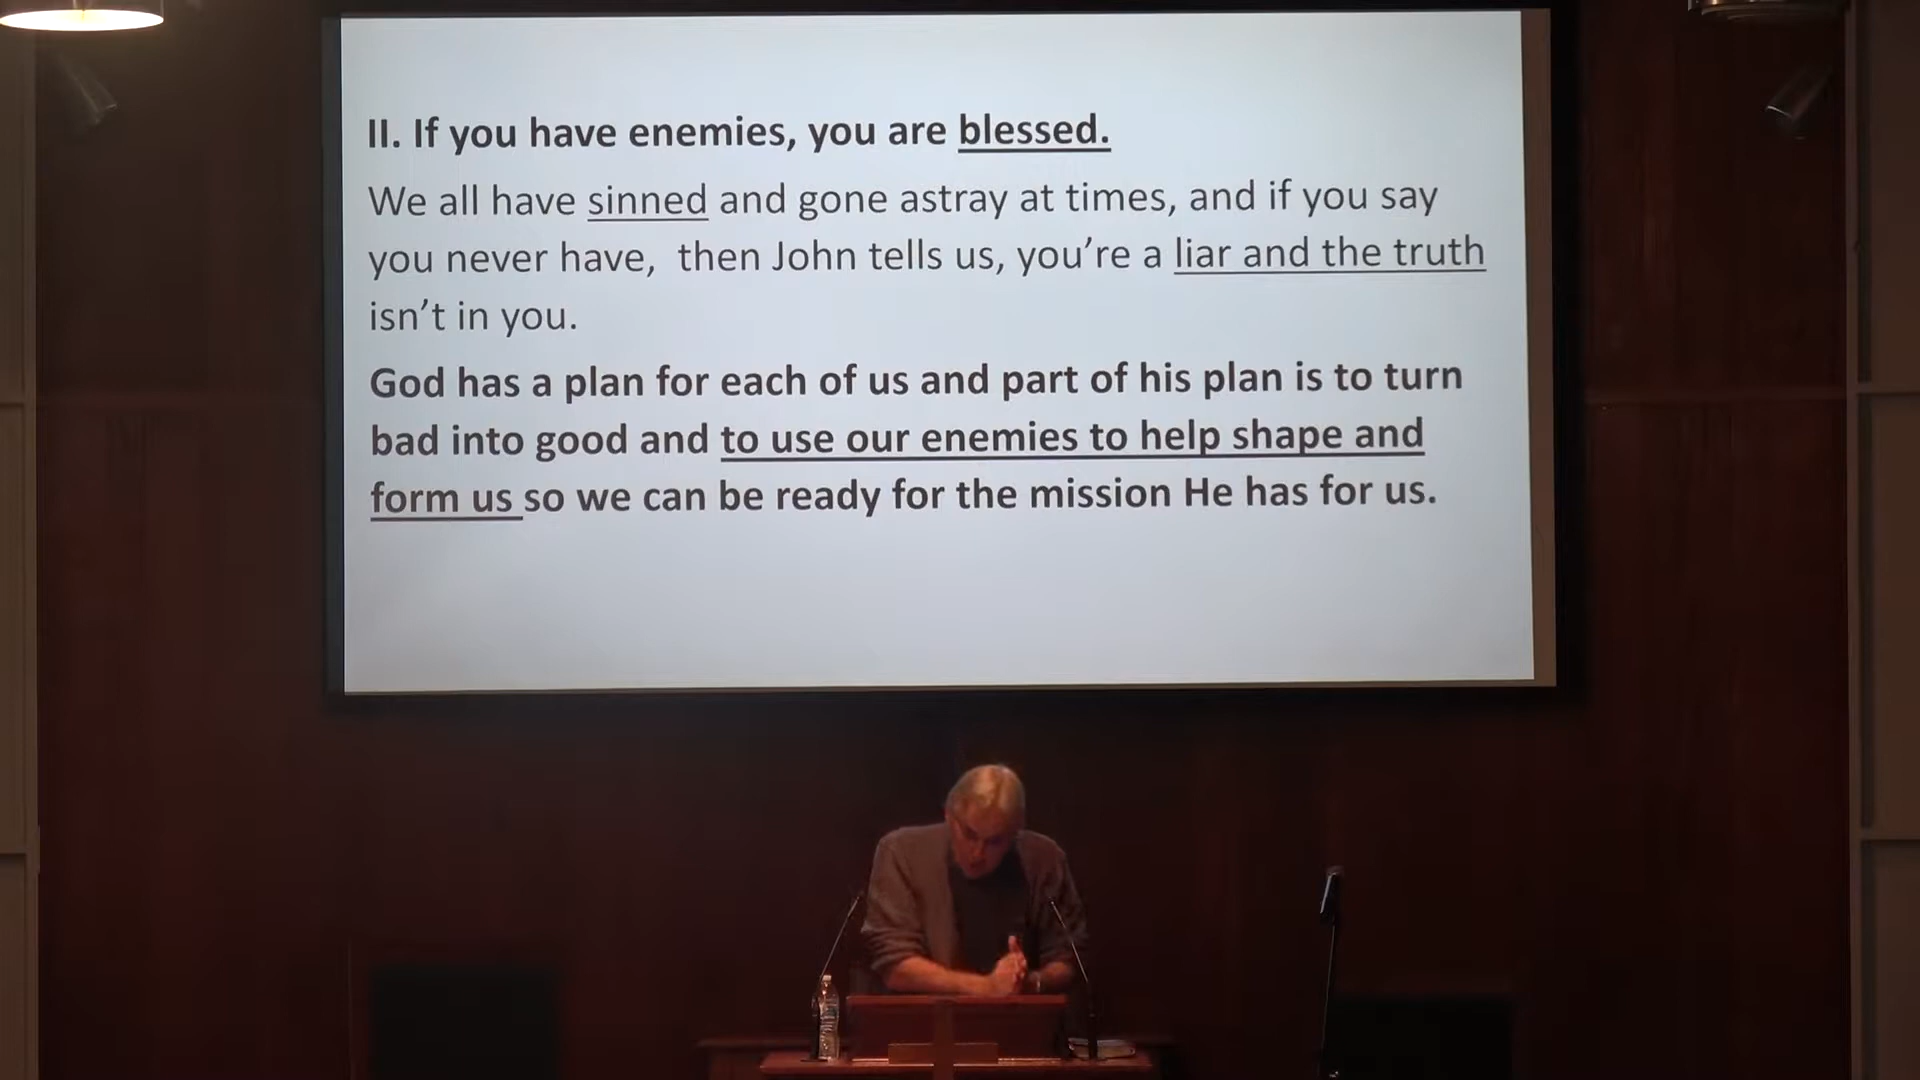 II. If you have enemies, you are blessed.
We all have sinned and gone astray at times, and if you say
you never have,  then John tells us, you’re a liar and the truth
isn’t in you.
God has a plan for each of us and part of his plan is to turn
bad into good and to use our enemies to help shape and
form us so we can be ready for the mission He has for us.